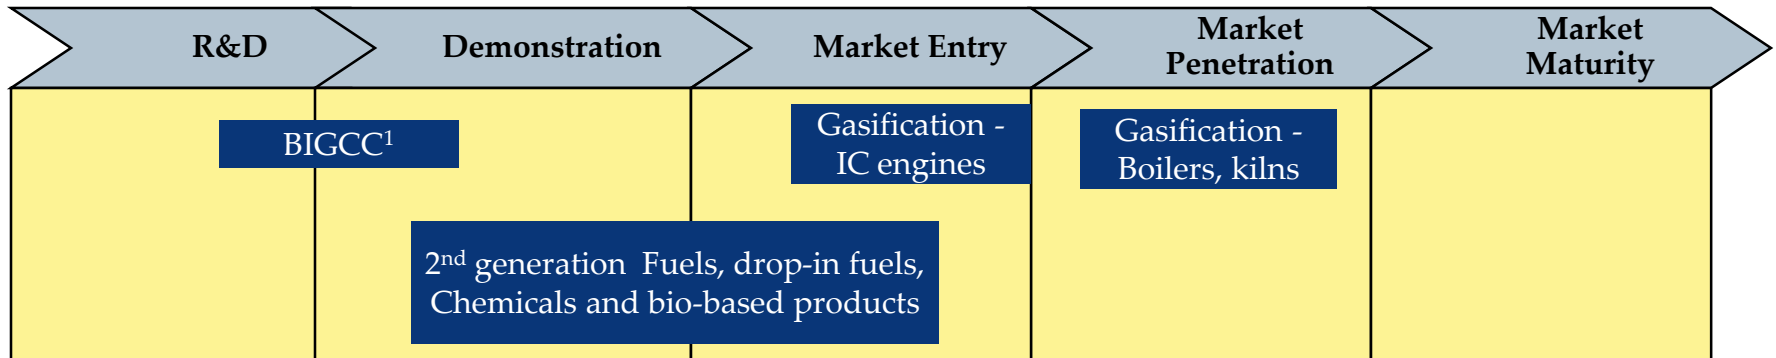 R&D
Demonstration
Market Entry
Market
Penetration
Market
Maturity
BIGCC¹
Gasification -
IC engines
Gasification -
Boilers, kilns
2ⁿᵈ generation  Fuels, drop-in fuels,
Chemicals and bio-based products